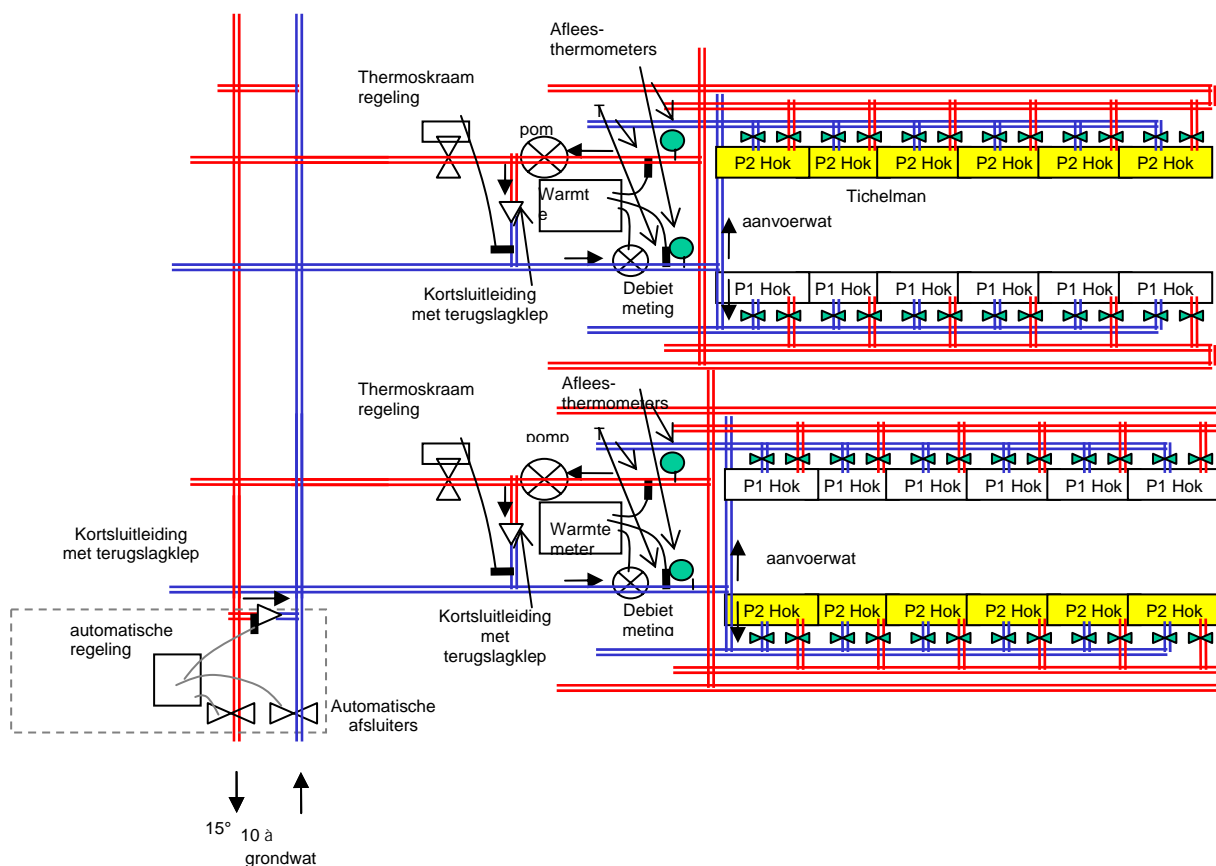 Aflees-
thermometers
Thermoskraam
regeling
pom
Warmt
e
P2 Hok P2 Hok P2 Hok P2 Hok P2 Hok P2 Hok
Tichelman
aanvoerwat
Debiet
meting
Kortsluitleiding
met terugslagklep
P1 Hok P1 Hok P1 Hok P1 Hok P1 Hok P1 Hok
Thermoskraam
regeling
Aflees-
thermometers
pomp
Warmte
meter
P1 Hok P1 Hok P1 Hok P1 Hok P1 Hok P1 Hok
aanvoerwat
Debiet
meting
Kortsluitleiding
met
terugslagklep
P2 Hok P2 Hok P2 Hok P2 Hok P2 Hok P2 Hok
Kortsluitleiding
met terugslagklep
automatische
regeling
Automatische
afsluiters
15°
10 à
grondwat